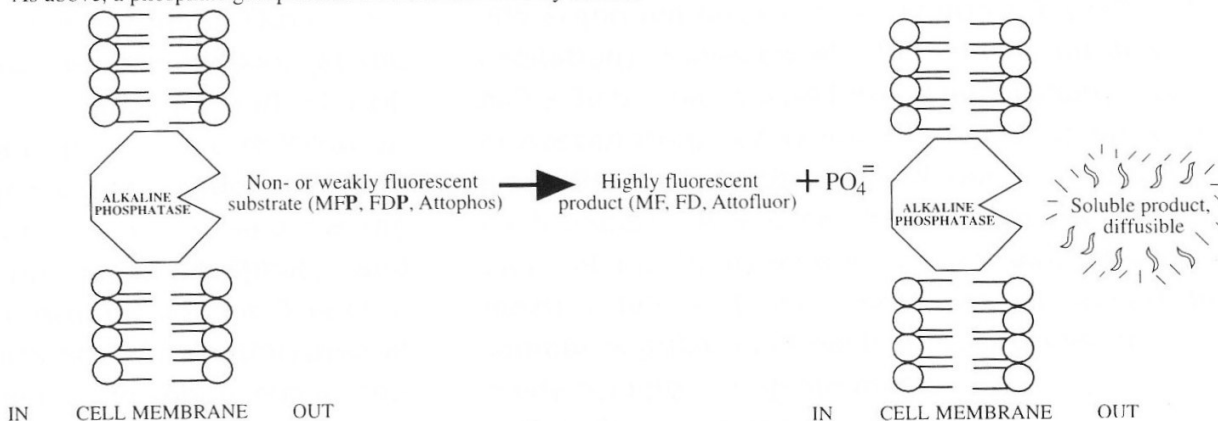 ALKALINE
PHOSPHATASE
Non- or weakly fluorescent
substrate (MFP, FDP, Attophos)
Highly fluorescent
product (MF, FD, Attofluor)
+ PO4=
ALKALINE
PHOSPHATASE
Soluble product,
diffusible
IN CELL MEMBRANE OUT
IN CELL MEMBRANE OUT